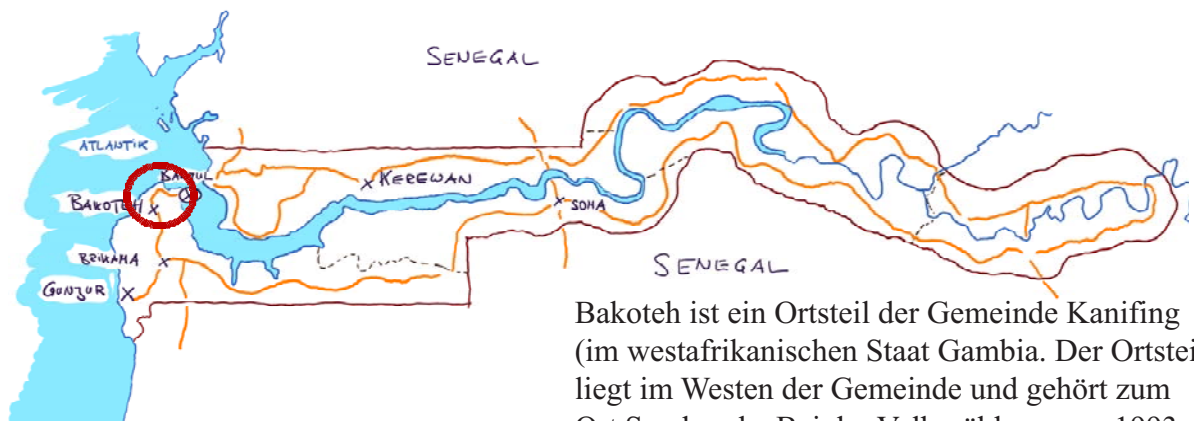 SENEGAL
ATLANTIK
BANJUL
KEREWAN
BAKOTEH
SOMA
BRIKAMA
SENEGAL
GUNJUR
Bakoteh ist ein Ortsteil der Gemeinde Kanifing
(im westafrikanischen Staat Gambia. Der Ortsteil
liegt im Westen der Gemeinde und gehört zum